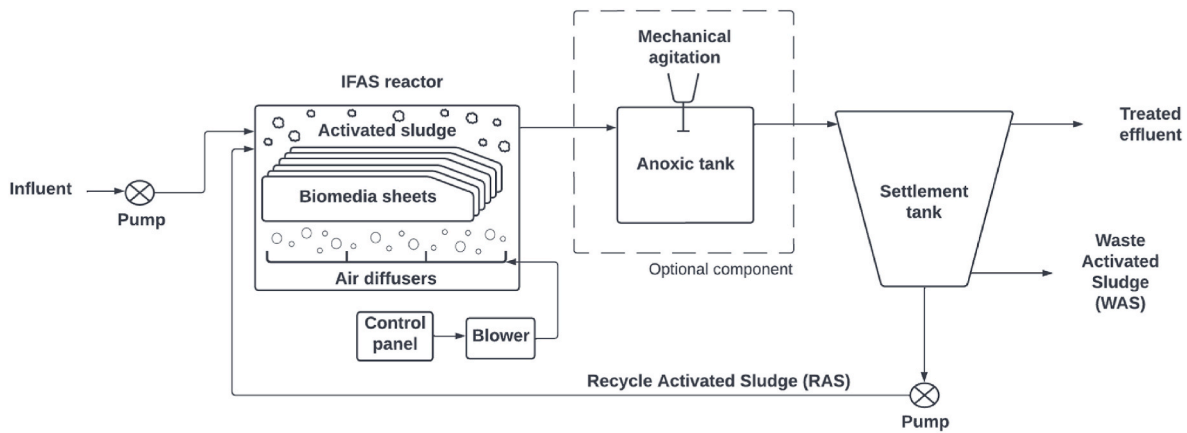 Mechanical
agitation
IFAS reactor
Activated sludge
Treated
effluent
Anoxic tank
Influent
Biomedia sheets
Settlement
tank
Pump
Waste
Activated
Sludge
(WAS)
Optional component
Air diffusers
Control
panel
Blower
Recycle Activated Sludge (RAS)
Pump